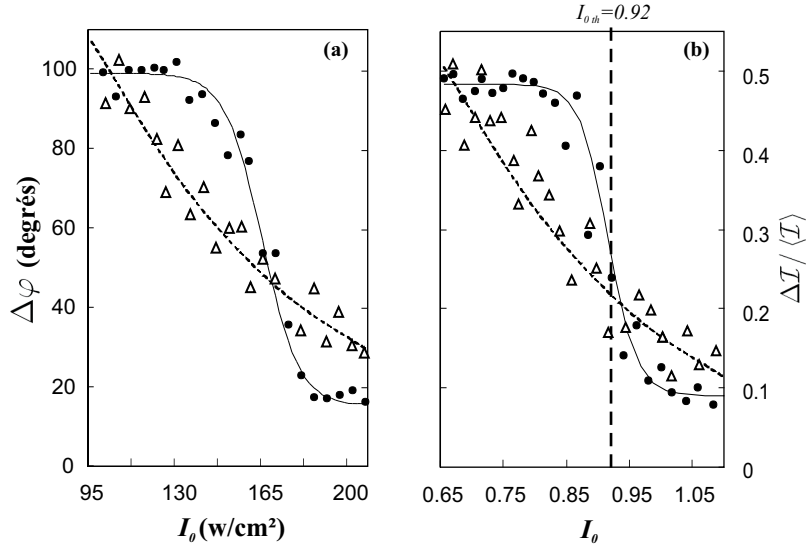 I₀ th=0.92
(a)
(b)
100
80
60
40
20
0
Δφ (degrés)
95 130 165 200
I₀ (w/cm²)
0.5
0.4
0.3
0.2
0.1
0
Δℐ / ⟨ℐ⟩
0.65 0.75 0.85 0.95 1.05
I₀